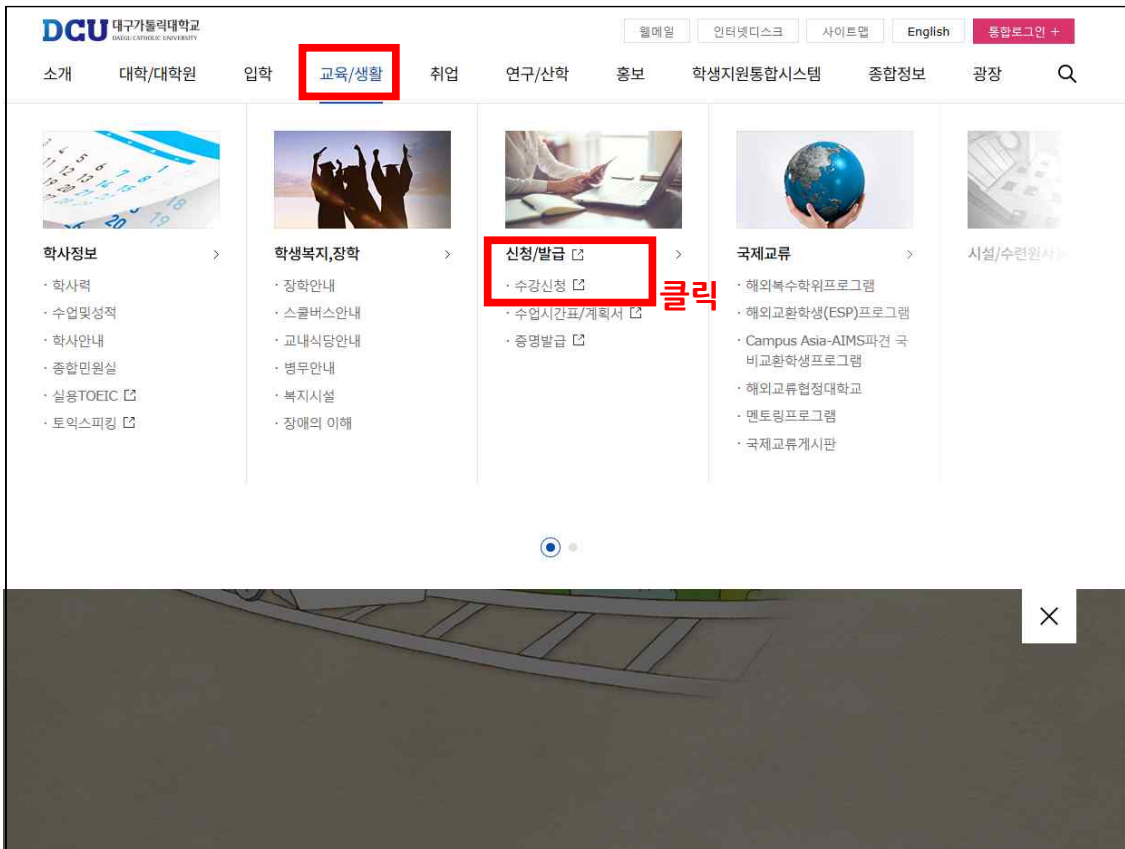 DCU 대구가톨릭대학교
DAEGU CATHOLIC UNIVERSITY
웹메일 인터넷디스크 사이트맵 English 통합로그인 +
소개 대학/대학원 입학 교육/생활 취업 연구/산학 홍보 학생지원통합시스템 종합정보 광장
학사정보
· 학사력
· 수업및성적
· 학사안내
· 종합민원실
· 실용TOEIC
· 토익스피킹
학생복지,장학
· 장학안내
· 스쿨버스안내
· 교내식당안내
· 병무안내
· 복지시설
· 장애의 이해
신청/발급
· 수강신청
클릭
· 수업시간표/계획서
· 증명발급
국제교류
· 해외복수학위프로그램
· 해외교환학생(ESP)프로그램
· Campus Asia-AIMS파견 국
비교환학생프로그램
· 해외교류협정대학교
· 멘토링프로그램
· 국제교류게시판
시설/수련원